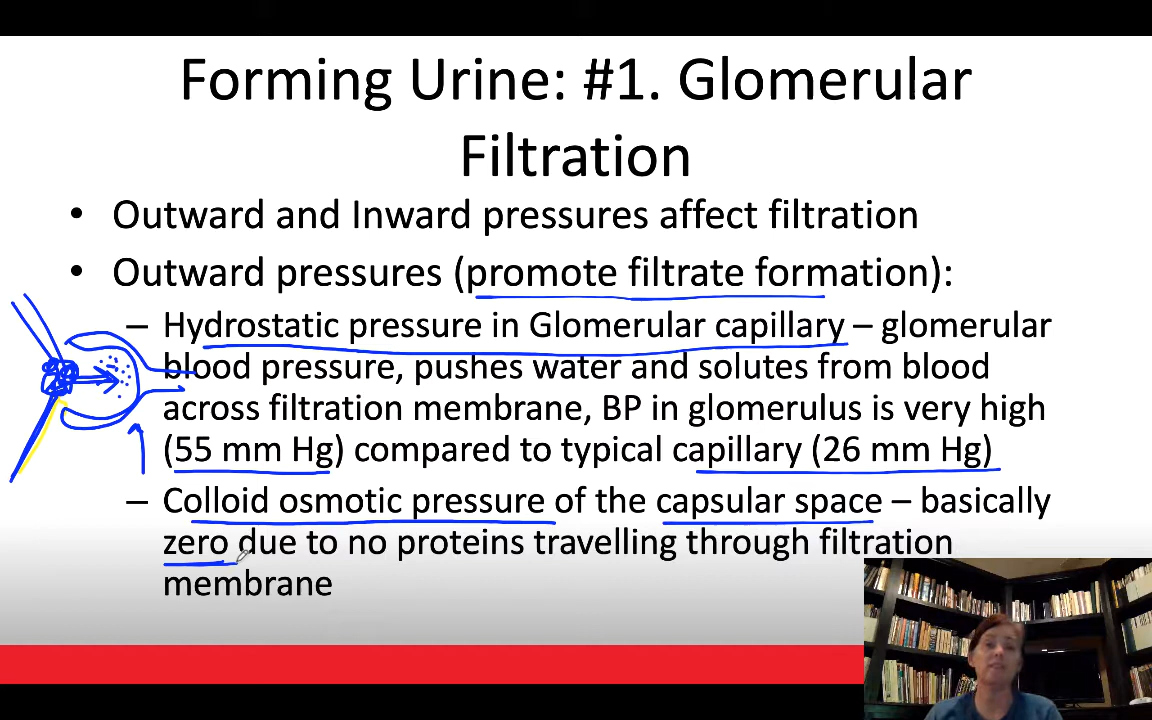 Forming Urine: #1. Glomerular
Filtration
• Outward and Inward pressures affect filtration
• Outward pressures (promote filtrate formation):
– Hydrostatic pressure in Glomerular capillary – glomerular
blood pressure, pushes water and solutes from blood
across filtration membrane, BP in glomerulus is very high
(55 mm Hg) compared to typical capillary (26 mm Hg)
– Colloid osmotic pressure of the capsular space – basically
zero due to no proteins travelling through filtration
membrane